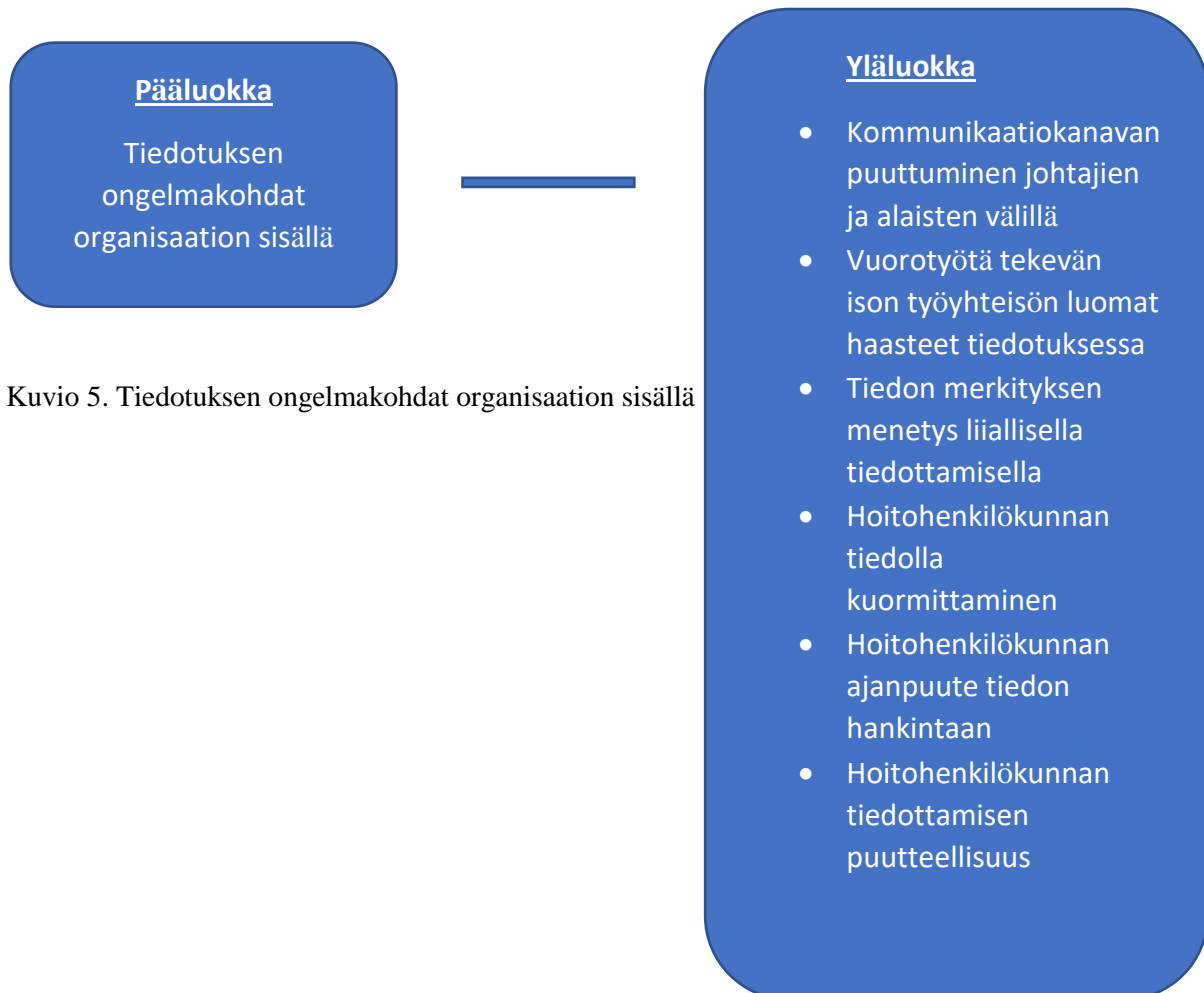 Pääluokka
Tiedotuksen
ongelmakohdat
organisaation sisällä
Yläluokka
• Kommunikaatiokanavan
puuttuminen johtajien
ja alaisten välillä
• Vuorotyötä tekevän
ison työyhteisön luomat
haasteet tiedotuksessa
• Tiedon merkityksen
menetys liiallisella
tiedottamisella
• Hoitohenkilökunnan
tiedolla
kuormittaminen
• Hoitohenkilökunnan
ajanpuute tiedon
hankintaan
• Hoitohenkilökunnan
tiedottamisen
puutteellisuus
Kuvio 5. Tiedotuksen ongelmakohdat organisaation sisällä